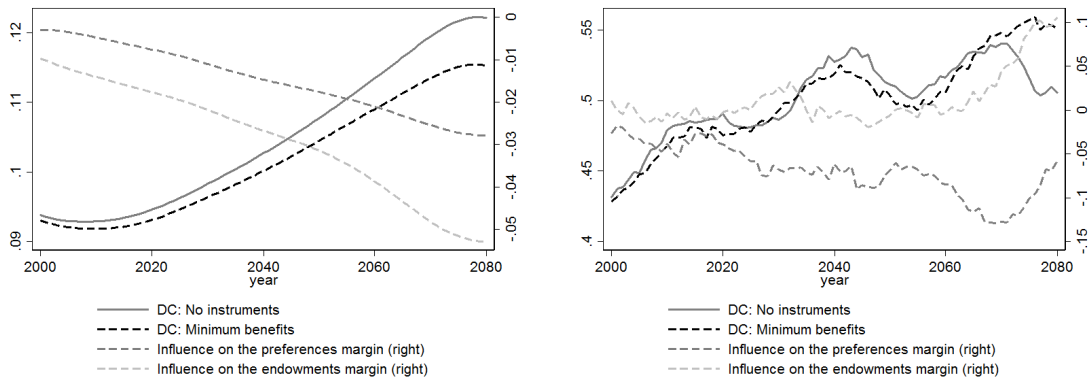 .12
.11
.1
.09
0
-.01
-.02
-.03
-.04
-.05
2000 2020 2040 2060 2080
year
DC: No instruments
DC: Minimum benefits
Influence on the preferences margin (right)
Influence on the endowments margin (right)
.55
.5
.45
.4
.1
.05
0
-.05
-.1
-.15
2000 2020 2040 2060 2080
year
DC: No instruments
DC: Minimum benefits
Influence on the preferences margin (right)
Influence on the endowments margin (right)